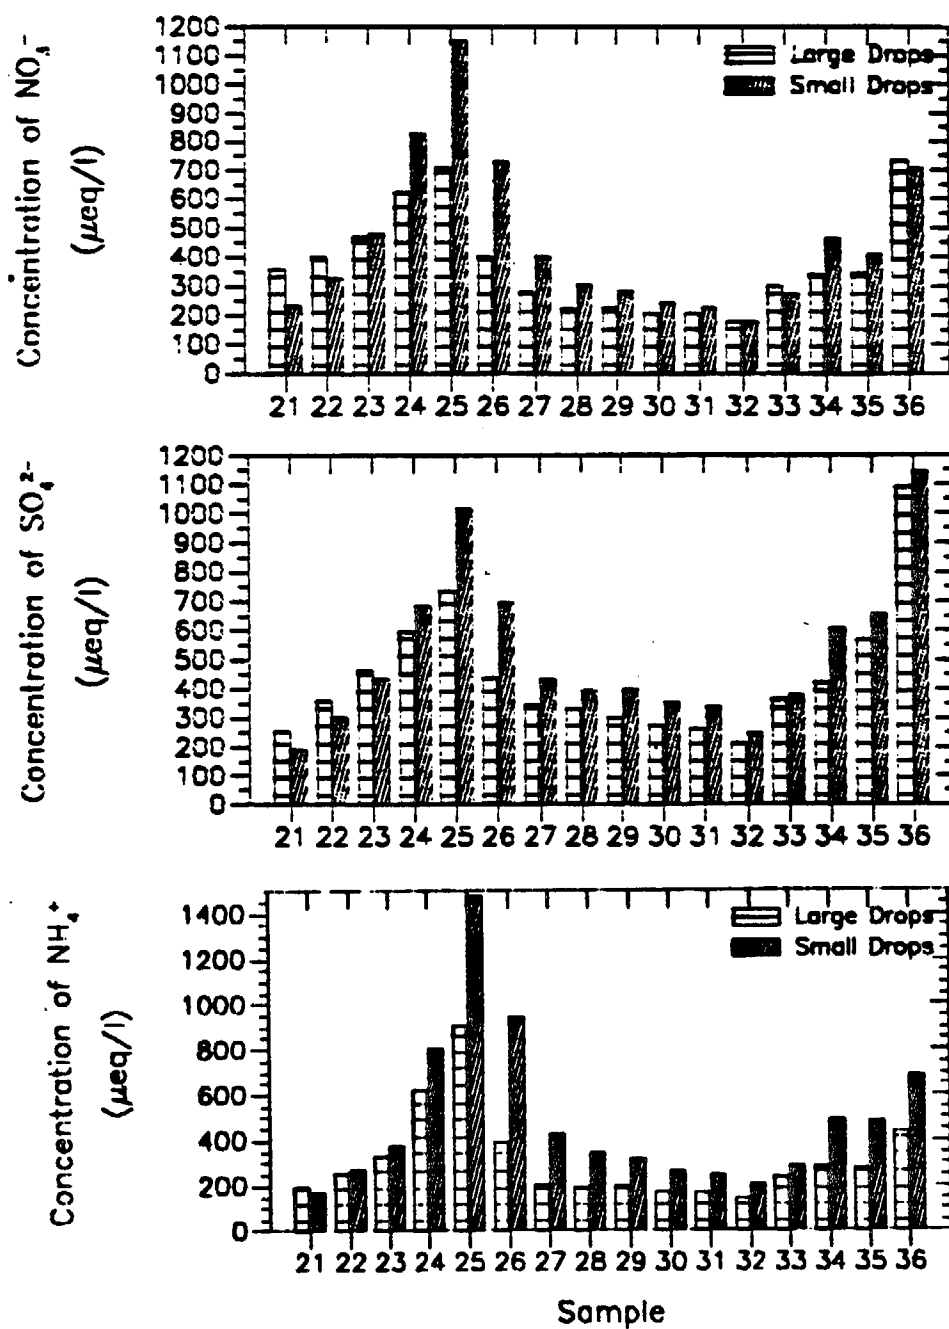 Concentration of NO₃⁻
(μeq/l)
1200
1100
1000
900
800
700
600
500
400
300
200
100
0
Large Drops
Small Drops
21 22 23 24 25 26 27 28 29 30 31 32 33 34 35 36
Concentration of SO₄²⁻
(μeq/l)
1200
1100
1000
900
800
700
600
500
400
300
200
100
0
21 22 23 24 25 26 27 28 29 30 31 32 33 34 35 36
Concentration of NH₄⁺
(μeq/l)
1400
1200
1000
800
600
400
200
0
Large Drops
Small Drops
21 22 23 24 25 26 27 28 29 30 31 32 33 34 35 36
Sample